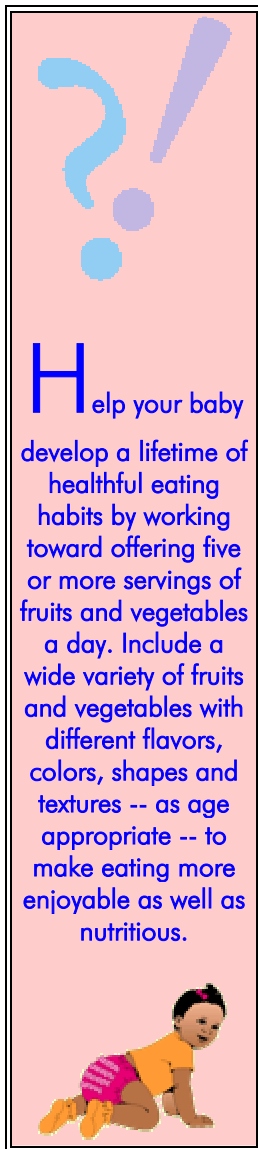 ?!
Help your baby
develop a lifetime of
healthful eating
habits by working
toward offering five
or more servings of
fruits and vegetables
a day. Include a
wide variety of fruits
and vegetables with
different flavors,
colors, shapes and
textures -- as age
appropriate -- to
make eating more
enjoyable as well as
nutritious.